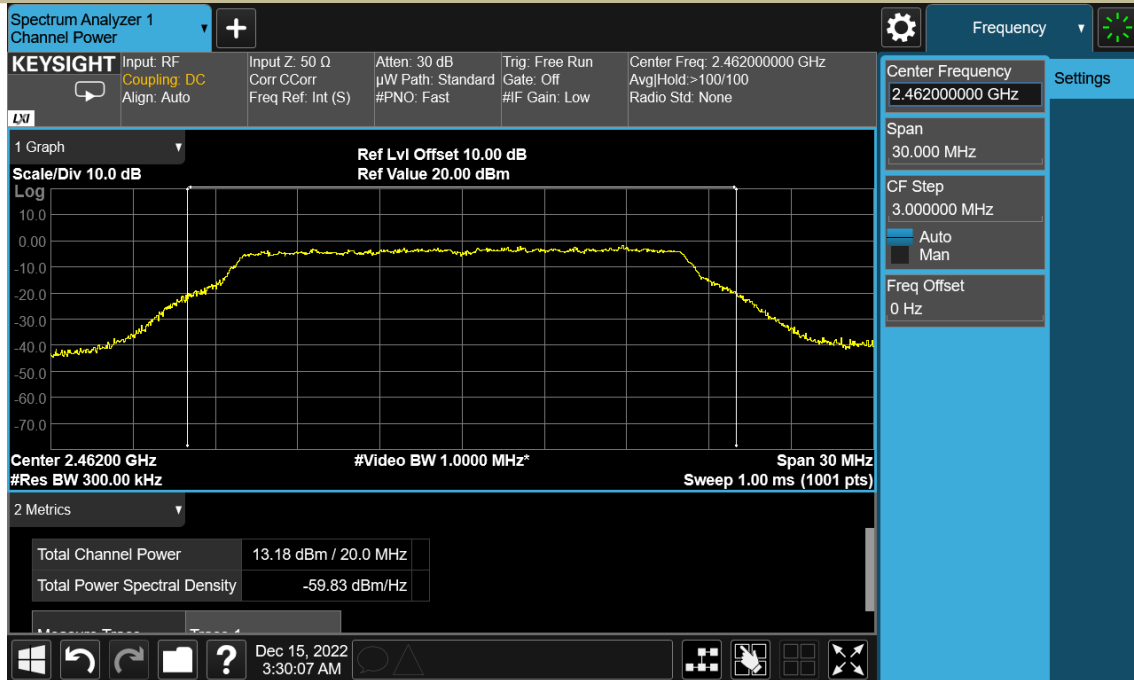 Spectrum Analyzer 1
Channel Power
+
Frequency
KEYSIGHT
LXI
Input: RF
Coupling: DC
Align: Auto
Input Z: 50 Ω
Corr CCorr
Freq Ref: Int (S)
Atten: 30 dB
µW Path: Standard
#PNO: Fast
Trig: Free Run
Gate: Off
#IF Gain: Low
Center Freq: 2.462000000 GHz
Avg|Hold:>100/100
Radio Std: None
Center Frequency
2.462000000 GHz
Settings
Span
30.000 MHz
CF Step
3.000000 MHz
Auto
Man
Freq Offset
0 Hz
1 Graph
Scale/Div 10.0 dB
Ref Lvl Offset 10.00 dB
Ref Value 20.00 dBm
Log
10.0
0.00
-10.0
-20.0
-30.0
-40.0
-50.0
-60.0
-70.0
Center 2.46200 GHz
#Video BW 1.0000 MHz*
Span 30 MHz
#Res BW 300.00 kHz
Sweep 1.00 ms (1001 pts)
2 Metrics
Total Channel Power 13.18 dBm / 20.0 MHz
Total Power Spectral Density -59.83 dBm/Hz
Measure Trace Trace 1
?
Dec 15, 2022
3:30:07 AM